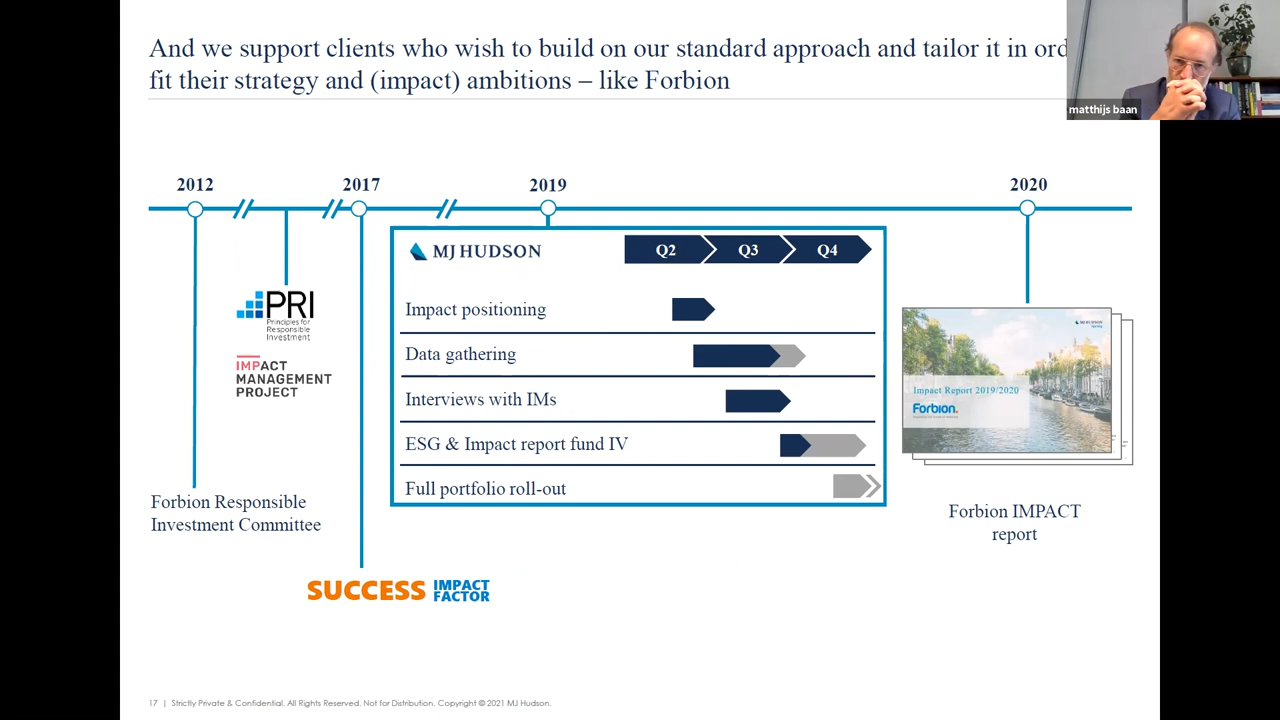 And we support clients who wish to build on our standard approach and tailor it in ord
fit their strategy and (impact) ambitions – like Forbion
matthijs baan
2012
2017
2019
2020
MJ HUDSON
Q2
Q3
Q4
PRI
Principles for
Responsible
Investment
IMPACT
MANAGEMENT
PROJECT
Impact positioning
Data gathering
Interviews with IMs
ESG & Impact report fund IV
Full portfolio roll-out
MJ HUDSON
Impact Report 2019/2020
Forbion.
Forbion Responsible
Investment Committee
Forbion IMPACT
report
SUCCESS IMPACT
FACTOR
17 | Strictly Private & Confidential. All Rights Reserved. Not for Distribution. Copyright © 2021 MJ Hudson.